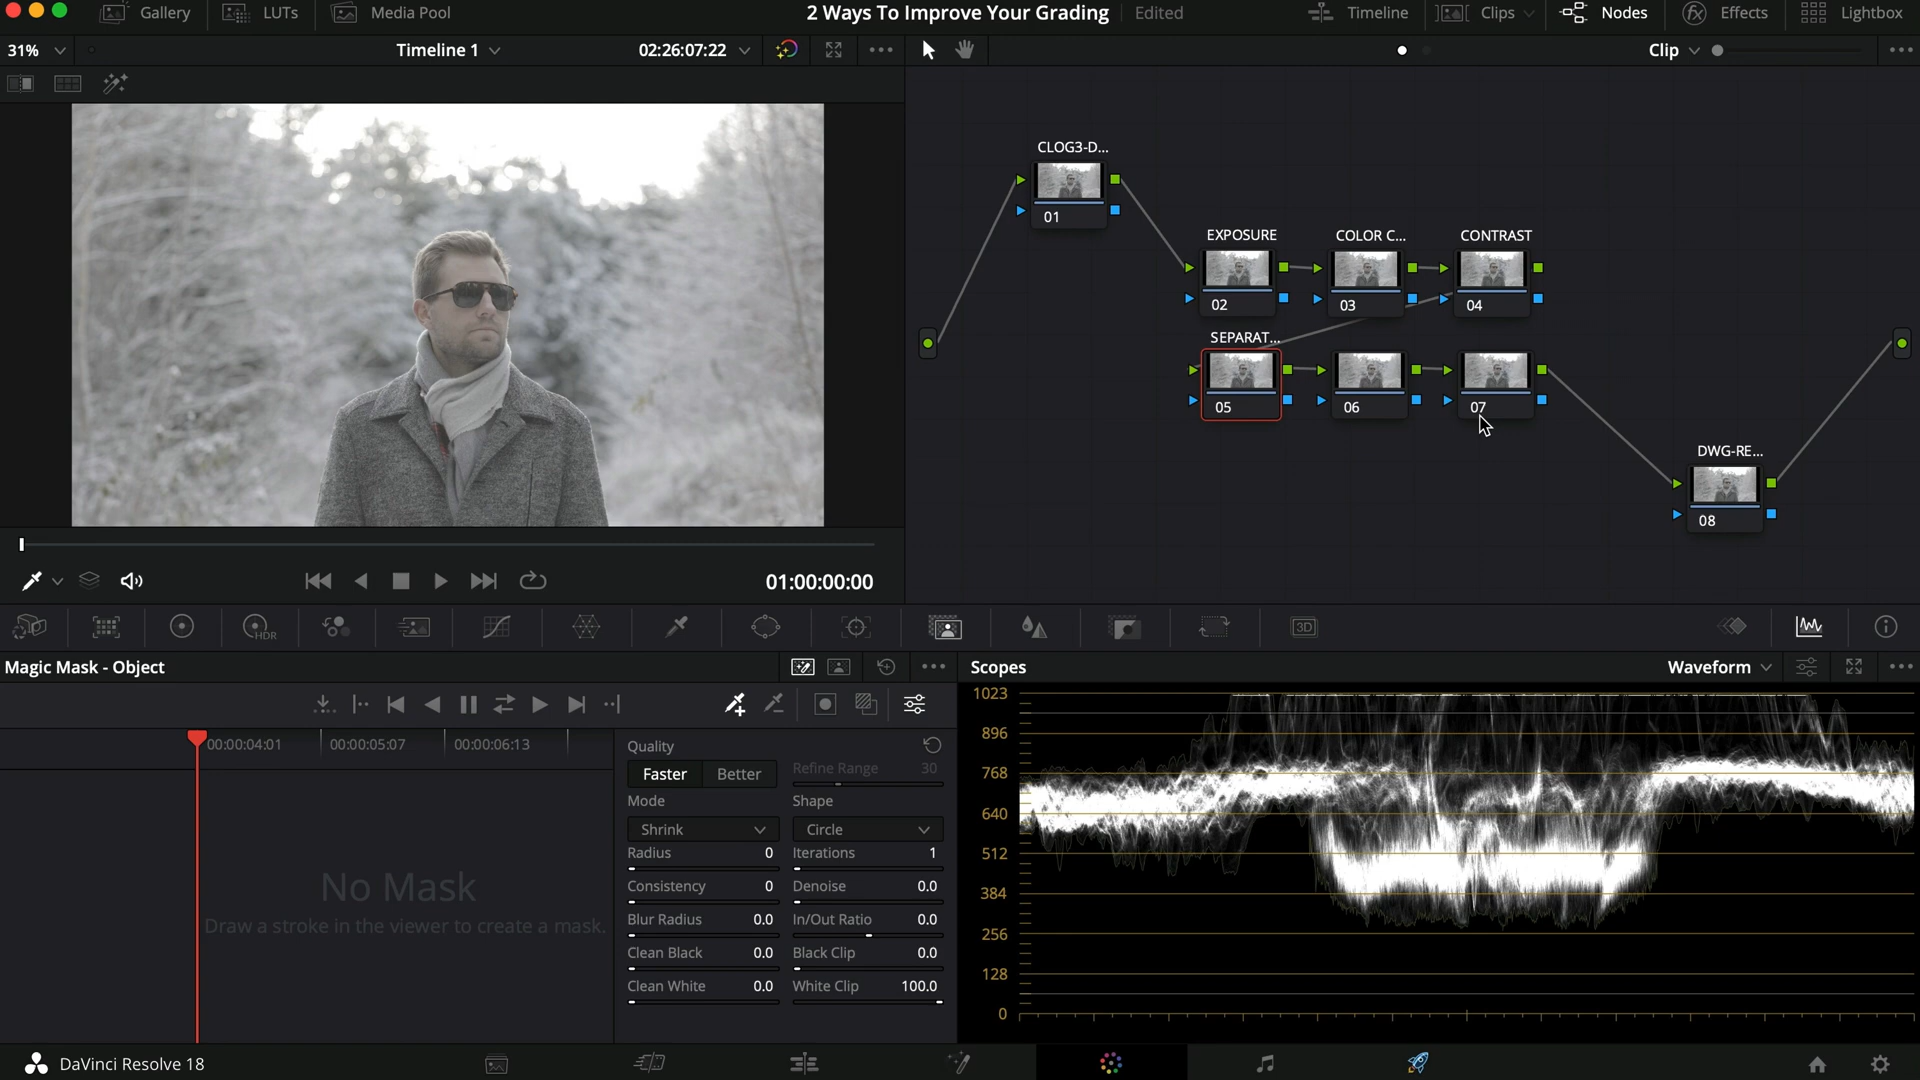 Gallery
LUTs
Media Pool
2 Ways To Improve Your Grading
Edited
Timeline
Clips
Nodes
Effects
Lightbox
31%
Timeline 1
02:26:07:22
Clip
CLOG3-D...
01
EXPOSURE
COLOR C...
CONTRAST
02
03
04
SEPARAT...
05
06
07
DWG-RE...
08
01:00:00:00
HDR
3D
Magic Mask - Object
Scopes
Waveform
00:00:04:01
00:00:05:07
00:00:06:13
No Mask
Draw a stroke in the viewer to create a mask.
Quality
Faster
Better
Refine Range 30
Mode
Shape
Shrink
Circle
Radius 0
Iterations 1
Consistency 0
Denoise 0.0
Blur Radius 0.0
In/Out Ratio 0.0
Clean Black 0.0
Black Clip 0.0
Clean White 0.0
White Clip 100.0
1023
896
768
640
512
384
256
128
0
DaVinci Resolve 18